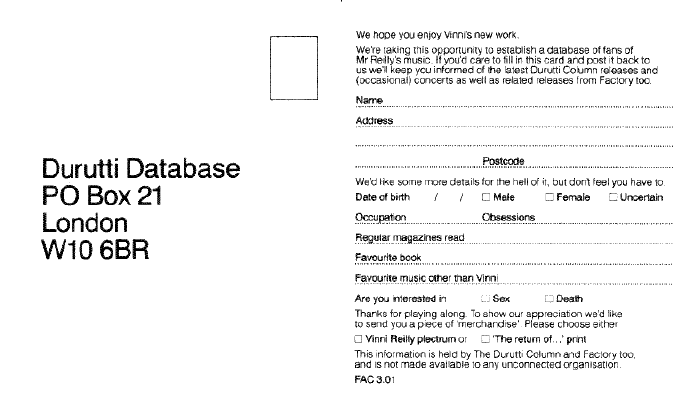 Durutti Database
PO Box 21
London
W10 6BR
We hope you enjoy Vinni's new work.
We're taking this opportunity to establish a database of fans of
Mr Reilly's music. If you'd care to fill in this card and post it back to
us we'll keep you informed of the latest Durutti Column releases and
(occasional) concerts as well as related releases from Factory too.
Name
Address
Postcode
We'd like some more details for the hell of it, but don't feel you have to.
Date of birth / / Male Female Uncertain
Occupation Obsessions
Regular magazines read
Favourite book
Favourite music other than Vinni
Are you interested in Sex Death
Thanks for playing along. To show our appreciation we'd like
to send you a piece of 'merchandise'. Please choose either
Vinni Reilly plectrum or 'The return of...' print
This information is held by The Durutti Column and Factory too,
and is not made available to any unconnected organisation.
FAC 3.01